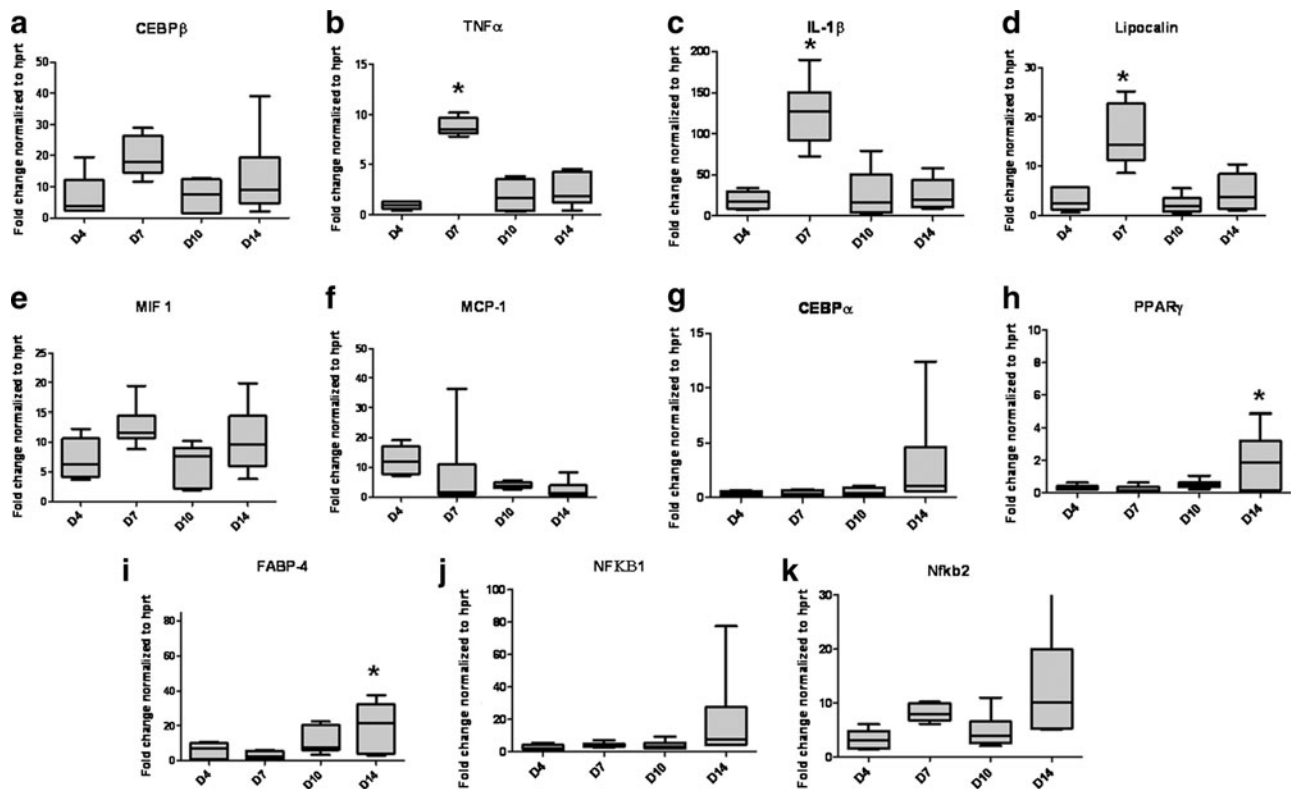 a
CEBPβ
Fold change normalized to hprt
50
40
30
20
10
0
D4 D7 D10 D14
b
TNFα
Fold change normalized to hprt
15
10
5
0
*
D4 D7 D10 D14
c
IL-1β
Fold change normalized to hprt
200
150
100
50
0
*
D4 D7 D10 D14
d
Lipocalin
Fold change normalized to hprt
30
20
10
0
*
D4 D7 D10 D14
e
MIF 1
Fold change normalized to hprt
25
20
15
10
5
0
D4 D7 D10 D14
f
MCP-1
Fold change normalized to hprt
50
40
30
20
10
0
D4 D7 D10 D14
g
CEBPα
Fold change normalized to hprt
15
10
5
0
D4 D7 D10 D14
h
PPARγ
Fold change normalized to hprt
10
8
6
4
2
0
*
D4 D7 D10 D14
i
FABP-4
Fold change normalized to hprt
80
60
40
20
0
*
D4 D7 D10 D14
j
NFKB1
Fold change normalized to hprt
100
80
60
40
20
0
D4 D7 D10 D14
k
Nfkb2
Fold change normalized to hprt
30
20
10
0
D4 D7 D10 D14